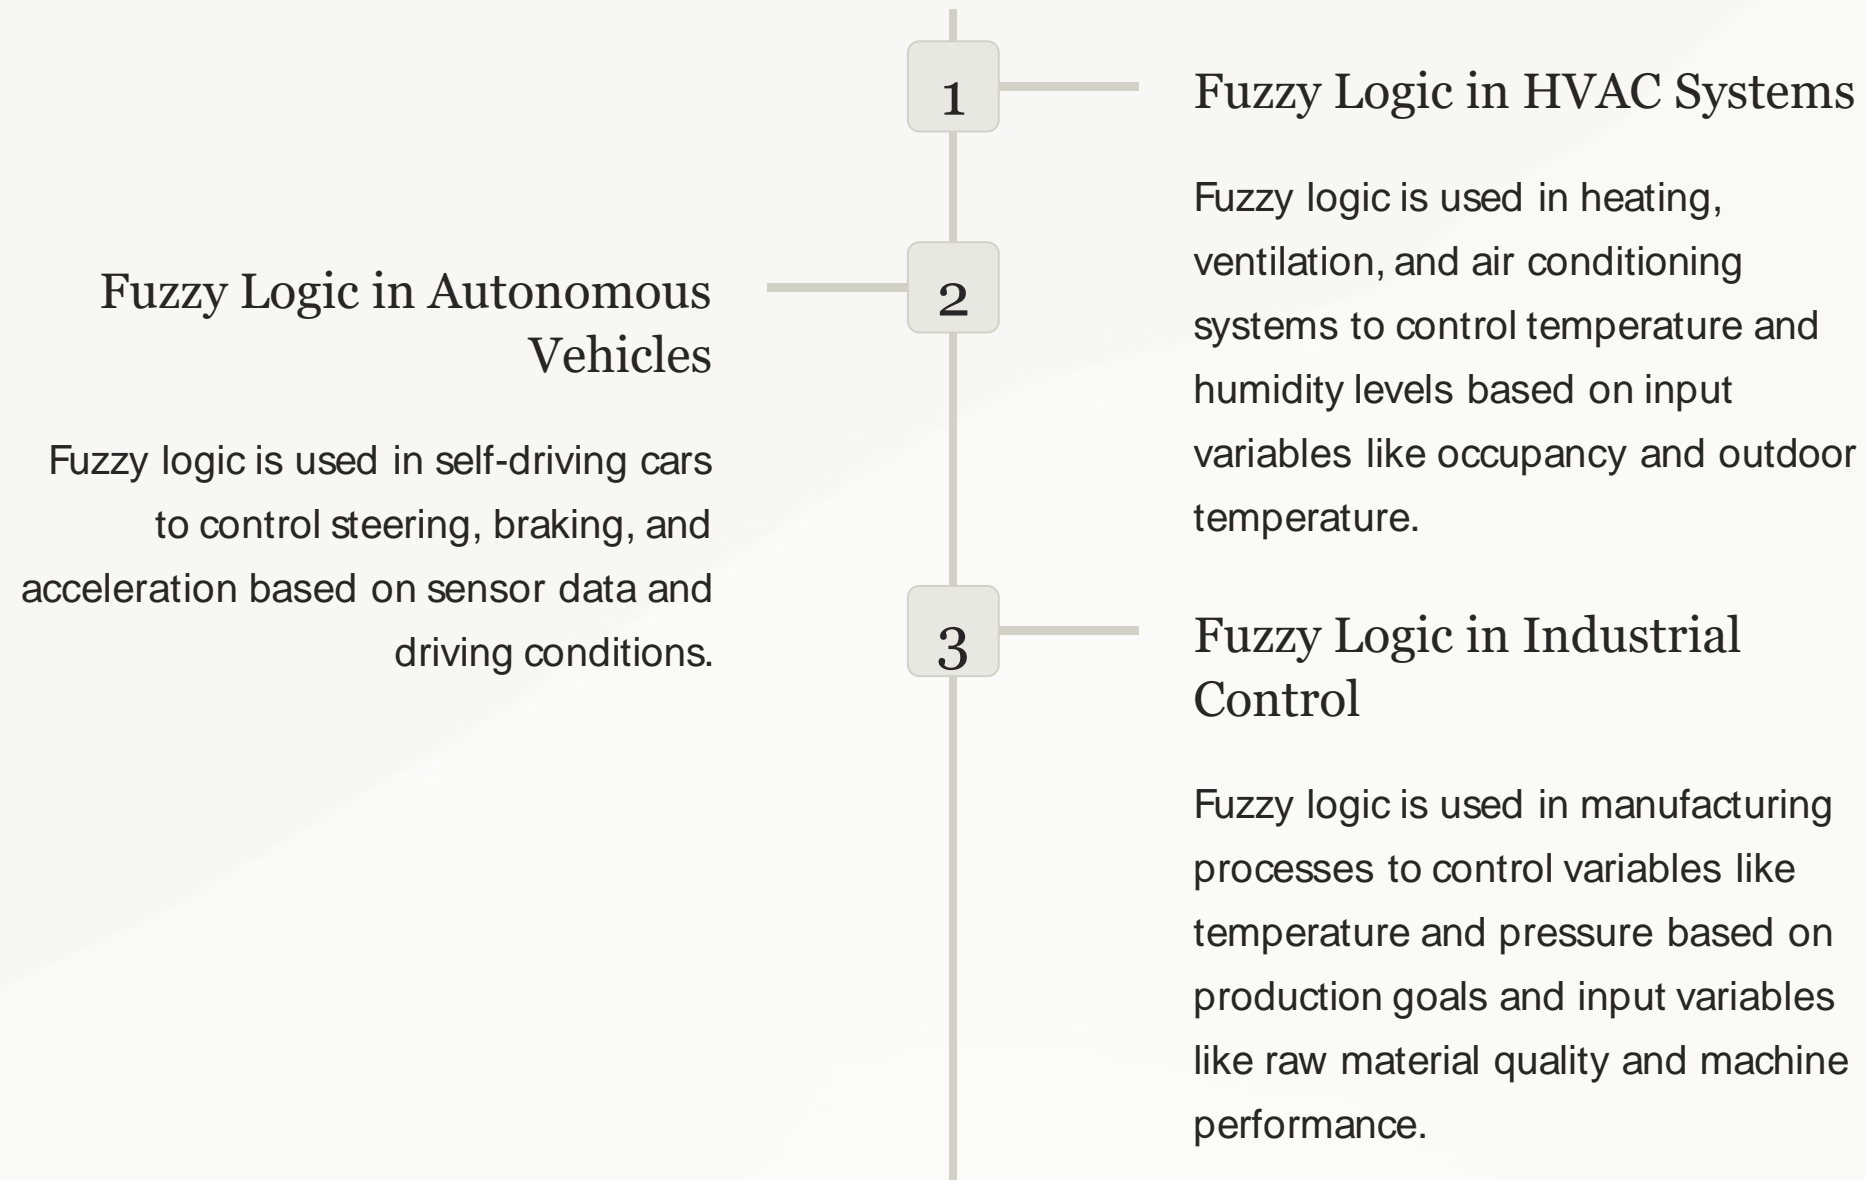 1
Fuzzy Logic in HVAC Systems
Fuzzy logic is used in heating,
ventilation, and air conditioning
systems to control temperature and
humidity levels based on input
variables like occupancy and outdoor
temperature.
2
Fuzzy Logic in Autonomous
Vehicles
Fuzzy logic is used in self-driving cars
to control steering, braking, and
acceleration based on sensor data and
driving conditions.
3
Fuzzy Logic in Industrial
Control
Fuzzy logic is used in manufacturing
processes to control variables like
temperature and pressure based on
production goals and input variables
like raw material quality and machine
performance.